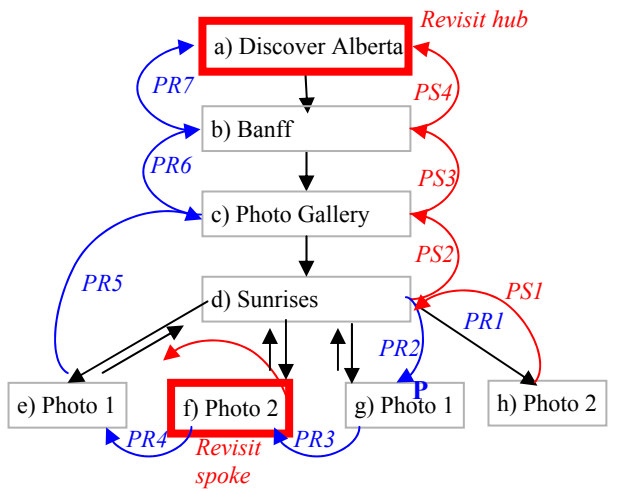 Revisit hub
a) Discover Alberta
PR7
PS4
b) Banff
PR6
PS3
c) Photo Gallery
PS2
PR5
d) Sunrises
PS1
PR1
PR2
P
e) Photo 1
f) Photo 2
g) Photo 1
h) Photo 2
PR4
Revisit
spoke
PR3